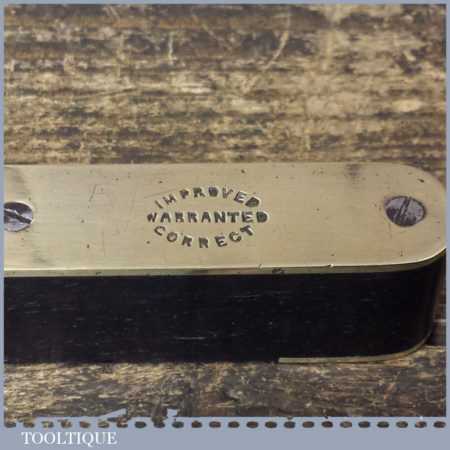 IMPROVED
WARRANTED
CORRECT
TOOLTIQUE